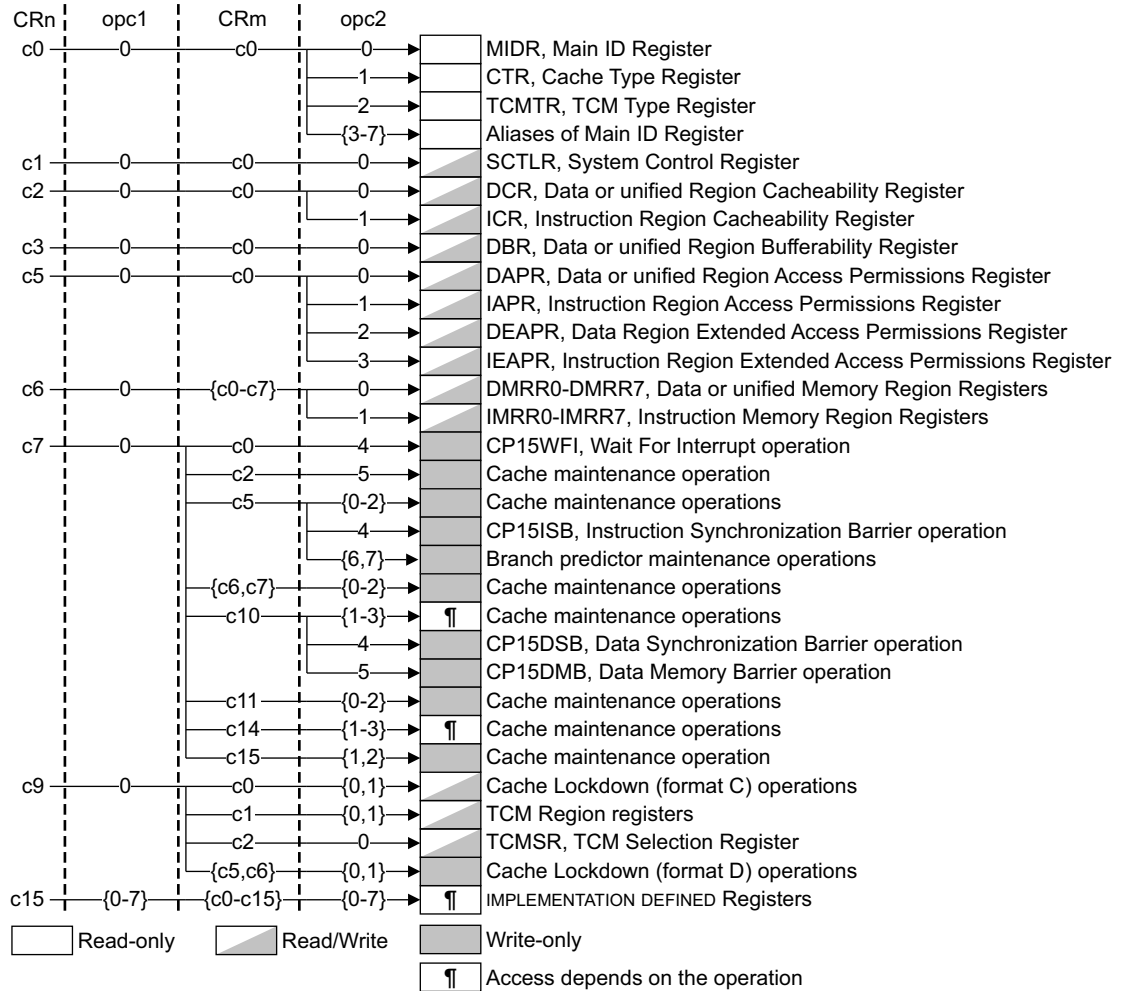 CRn opc1 CRm opc2
c0 0 c0 0 MIDR, Main ID Register
1 CTR, Cache Type Register
2 TCMTR, TCM Type Register
{3-7} Aliases of Main ID Register
c1 0 c0 0 SCTLR, System Control Register
c2 0 c0 0 DCR, Data or unified Region Cacheability Register
1 ICR, Instruction Region Cacheability Register
c3 0 c0 0 DBR, Data or unified Region Bufferability Register
c5 0 c0 0 DAPR, Data or unified Region Access Permissions Register
1 IAPR, Instruction Region Access Permissions Register
2 DEAPR, Data Region Extended Access Permissions Register
3 IEAPR, Instruction Region Extended Access Permissions Register
c6 0 {c0-c7} 0 DMRR0-DMRR7, Data or unified Memory Region Registers
1 IMRR0-IMRR7, Instruction Memory Region Registers
c7 0 c0 4 CP15WFI, Wait For Interrupt operation
c2 5 Cache maintenance operation
c5 {0-2} Cache maintenance operations
4 CP15ISB, Instruction Synchronization Barrier operation
{6,7} Branch predictor maintenance operations
{c6,c7} {0-2} Cache maintenance operations
c10 {1-3} ¶ Cache maintenance operations
4 CP15DSB, Data Synchronization Barrier operation
5 CP15DMB, Data Memory Barrier operation
c11 {0-2} Cache maintenance operations
c14 {1-3} ¶ Cache maintenance operations
c15 {1,2} Cache maintenance operation
c9 0 c0 {0,1} Cache Lockdown (format C) operations
c1 {0,1} TCM Region registers
c2 0 TCMSR, TCM Selection Register
{c5,c6} {0,1} Cache Lockdown (format D) operations
c15 {0-7} {c0-c15} {0-7} ¶ IMPLEMENTATION DEFINED Registers
Read-only Read/Write Write-only
¶ Access depends on the operation